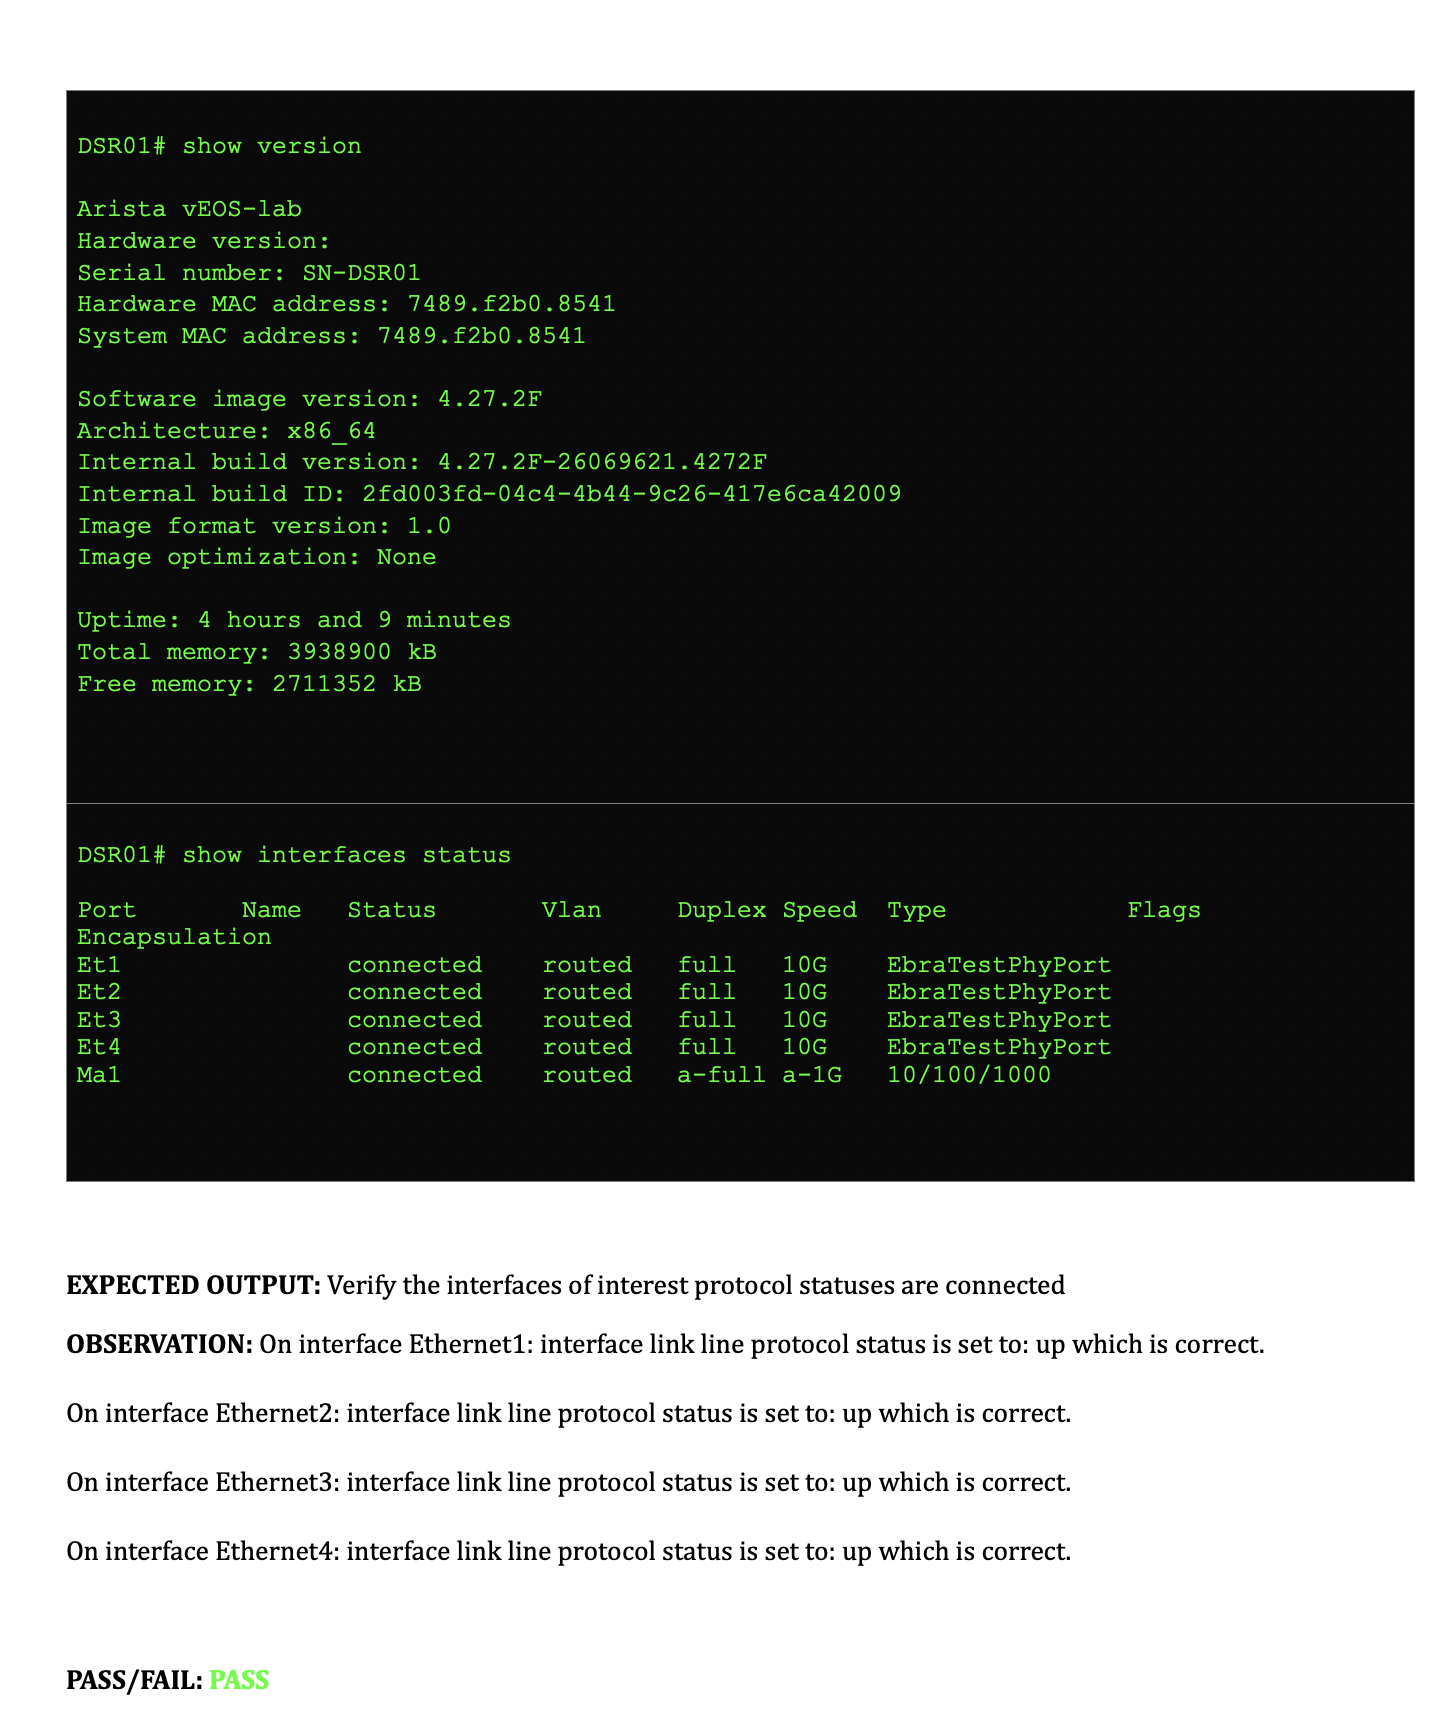 DSR01# show version
Arista vEOS-lab
Hardware version:
Serial number: SN-DSR01
Hardware MAC address: 7489.f2b0.8541
System MAC address: 7489.f2b0.8541
Software image version: 4.27.2F
Architecture: x86_64
Internal build version: 4.27.2F-26069621.4272F
Internal build ID: 2fd003fd-04c4-4b44-9c26-417e6ca42009
Image format version: 1.0
Image optimization: None
Uptime: 4 hours and 9 minutes
Total memory: 3938900 kB
Free memory: 2711352 kB
DSR01# show interfaces status
Port       Name   Status       Vlan     Duplex Speed  Type            Flags
Encapsulation
Et1               connected    routed   full   10G    EbraTestPhyPort
Et2               connected    routed   full   10G    EbraTestPhyPort
Et3               connected    routed   full   10G    EbraTestPhyPort
Et4               connected    routed   full   10G    EbraTestPhyPort
Ma1               connected    routed   a-full a-1G   10/100/1000
EXPECTED OUTPUT: Verify the interfaces of interest protocol statuses are connected
OBSERVATION: On interface Ethernet1: interface link line protocol status is set to: up which is correct.
On interface Ethernet2: interface link line protocol status is set to: up which is correct.
On interface Ethernet3: interface link line protocol status is set to: up which is correct.
On interface Ethernet4: interface link line protocol status is set to: up which is correct.
PASS/FAIL: PASS